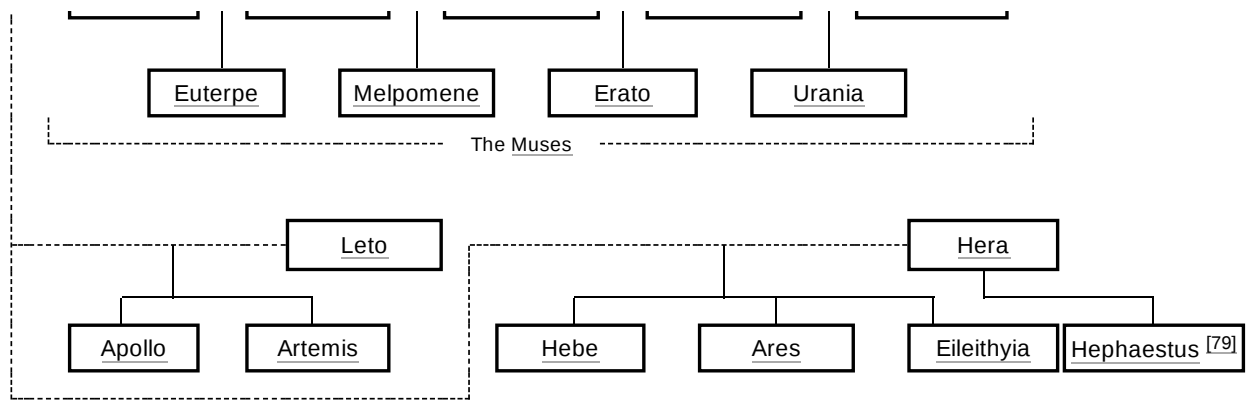 Euterpe Melpomene Erato Urania
The Muses
Leto Hera
Apollo Artemis Hebe Ares Eileithyia Hephaestus [79]